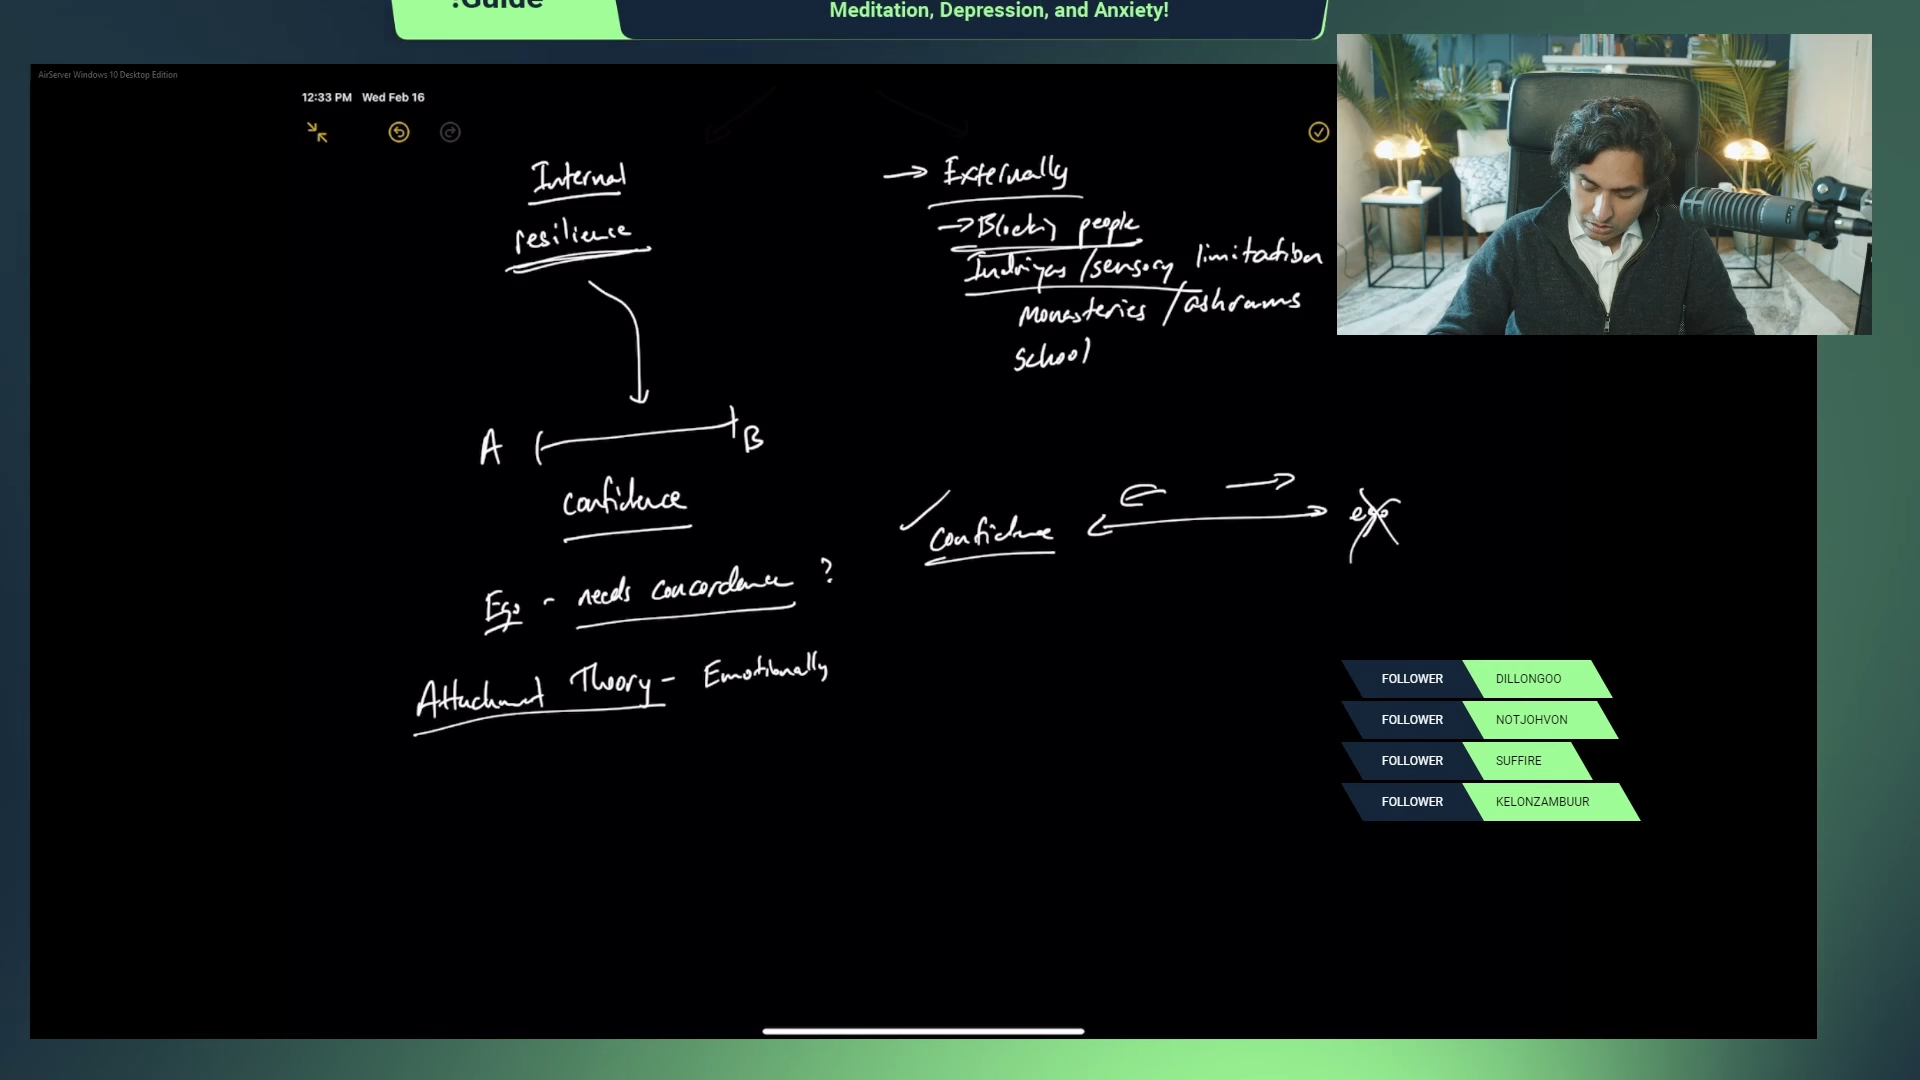 !Guide
Meditation, Depression, and Anxiety!
AirServer Windows 10 Desktop Edition
12:33 PM Wed Feb 16
Internal
resilience
→ Externally
→ Blocking people
Indriyas / sensory limitation
Monasteries / ashrams
School
A B
confidence
Confidence ego
Ego - needs concordance ?
Attachment Theory - Emotionally
FOLLOWER DILLONGOO
FOLLOWER NOTJOHVON
FOLLOWER SUFFIRE
FOLLOWER KELONZAMBUUR